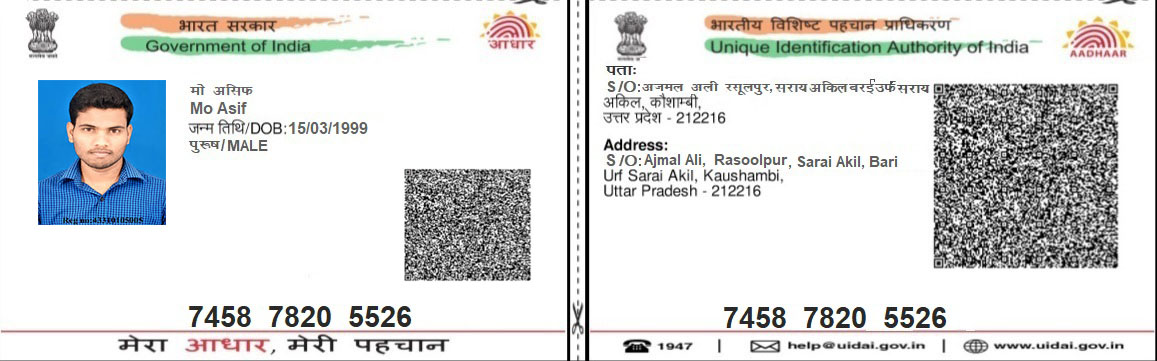 भारत सरकार
Government of India
आधार
मो असिफ
Mo Asif
जन्म तिथि/DOB:15/03/1999
पुरूष/MALE
Reg no:43310105005
7458 7820 5526
मेरा आधार, मेरी पहचान
भारतीय विशिष्ट पहचान प्राधिकरण
Unique Identification Authority of India
AADHAAR
पताः
S/O:अजमल अली रसूलपुर, सराय अकिल बरई उर्फ सराय
अकिल, कौशाम्बी,
उत्तर प्रदेश - 212216
Address:
S/O: Ajmal Ali, Rasoolpur, Sarai Akil, Bari
Urf Sarai Akil, Kaushambi,
Uttar Pradesh - 212216
7458 7820 5526
1947 | help@uidai.gov.in | www.uidai.gov.in